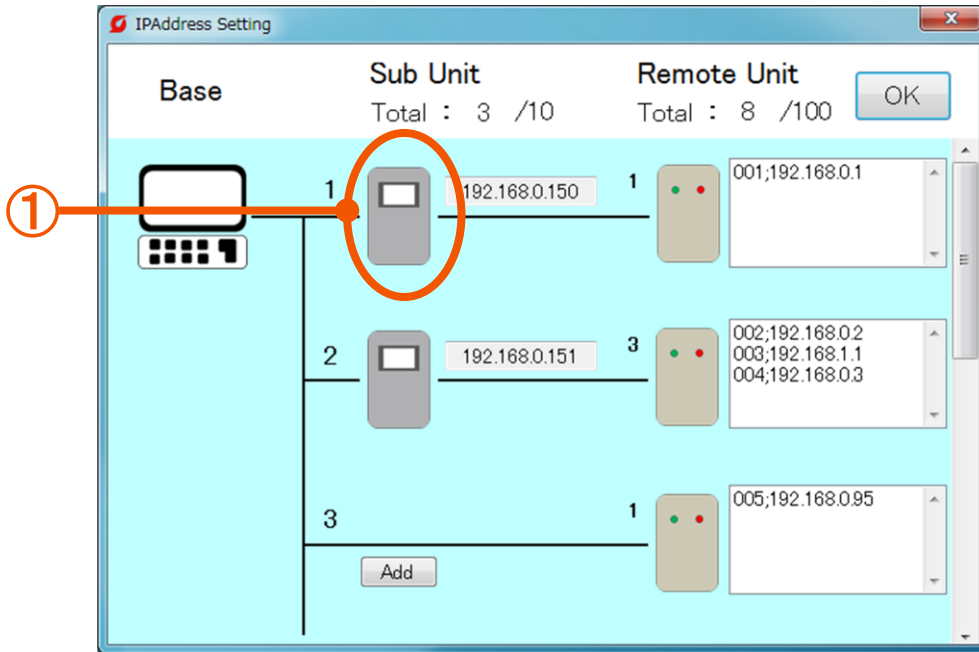 IPAddress Setting
Base
Sub Unit
Total : 3 /10
Remote Unit
Total : 8 /100
OK
①
1
192.168.0.150
1
001;192.168.0.1
2
192.168.0.151
3
002;192.168.0.2
003;192.168.1.1
004;192.168.0.3
3
Add
1
005;192.168.0.95